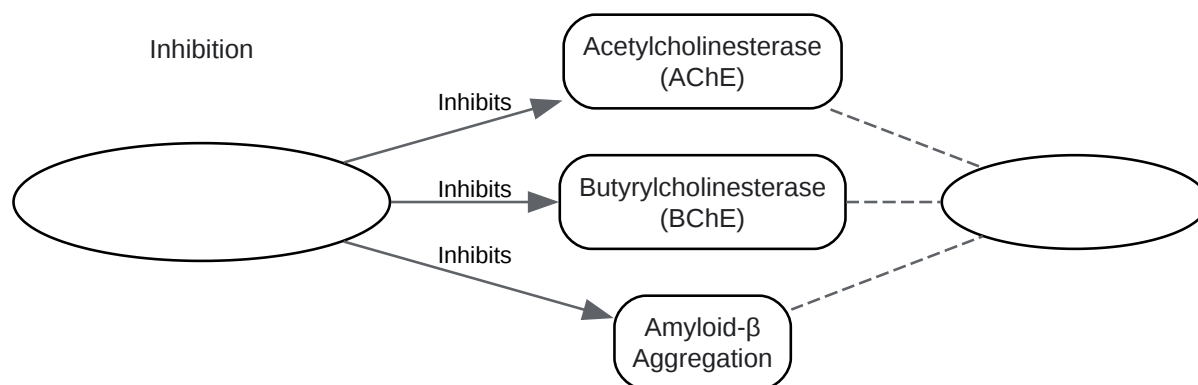 Inhibition
Acetylcholinesterase
(AChE)
Inhibits
Inhibits
Butyrylcholinesterase
(BChE)
Inhibits
Amyloid-β
Aggregation